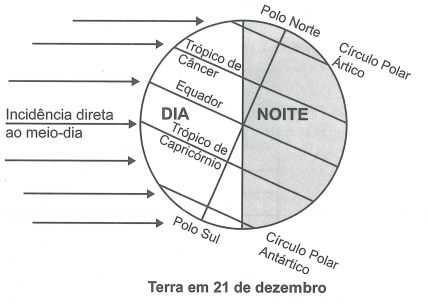 Polo Norte
Círculo Polar
Ártico
Trópico de
Câncer
Equador
Incidência direta
ao meio-dia
DIA
NOITE
Trópico de
Capricórnio
Polo Sul
Círculo Polar
Antártico
Terra em 21 de dezembro